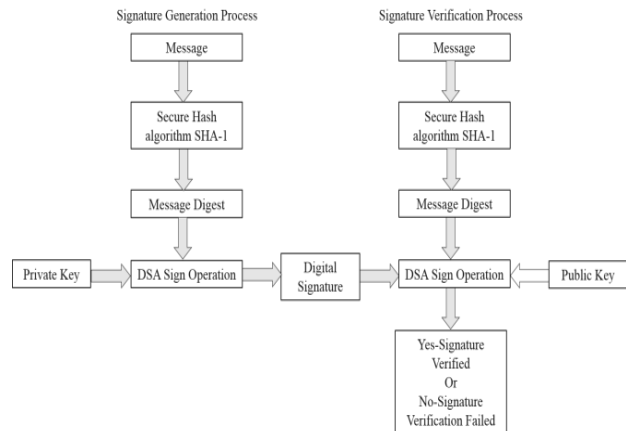 Signature Generation Process
Signature Verification Process
Message
Message
Secure Hash
algorithm SHA-1
Secure Hash
algorithm SHA-1
Message Digest
Message Digest
Private Key
DSA Sign Operation
Digital
Signature
DSA Sign Operation
Public Key
Yes-Signature
Verified
Or
No-Signature
Verification Failed